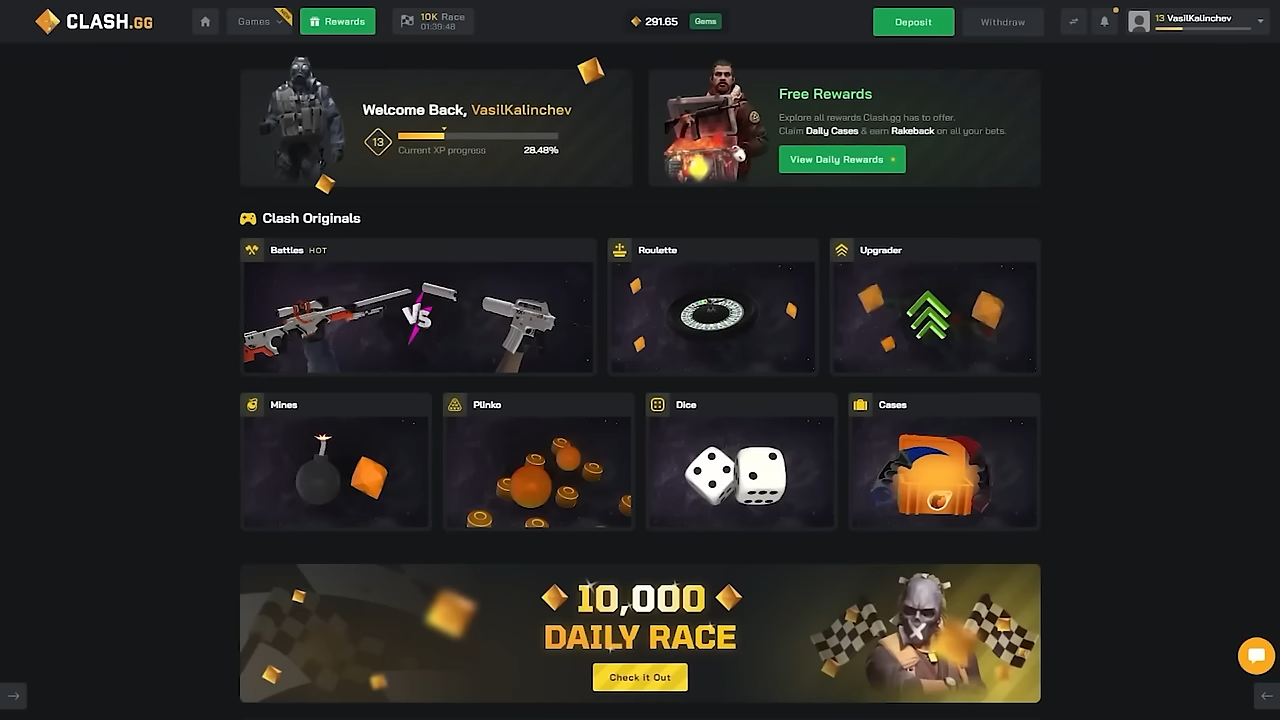 CLASH.GG
Games
NEW
Rewards
10K Race
01:39:48
291.65
Gems
Deposit
Withdraw
13 VasilKalinchev
Welcome Back, VasilKalinchev
13
Current XP progress
28.48%
Free Rewards
Explore all rewards Clash.gg has to offer.
Claim Daily Cases & earn Rakeback on all your bets.
View Daily Rewards
Clash Originals
Battles HOT
Roulette
Upgrader
VS
Mines
Plinko
Dice
Cases
10,000
DAILY RACE
Check it Out